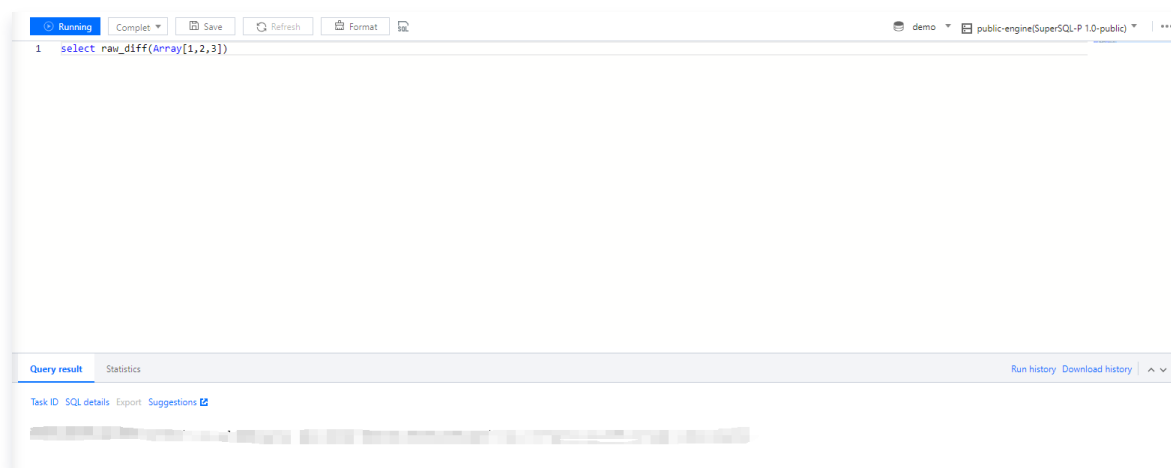 Running Complet Save Refresh Format SQL demo public-engine(SuperSQL-P 1.0-public)
1 select raw_diff(Array[1,2,3])
Query result Statistics Run history Download history
Task ID SQL details Export Suggestions